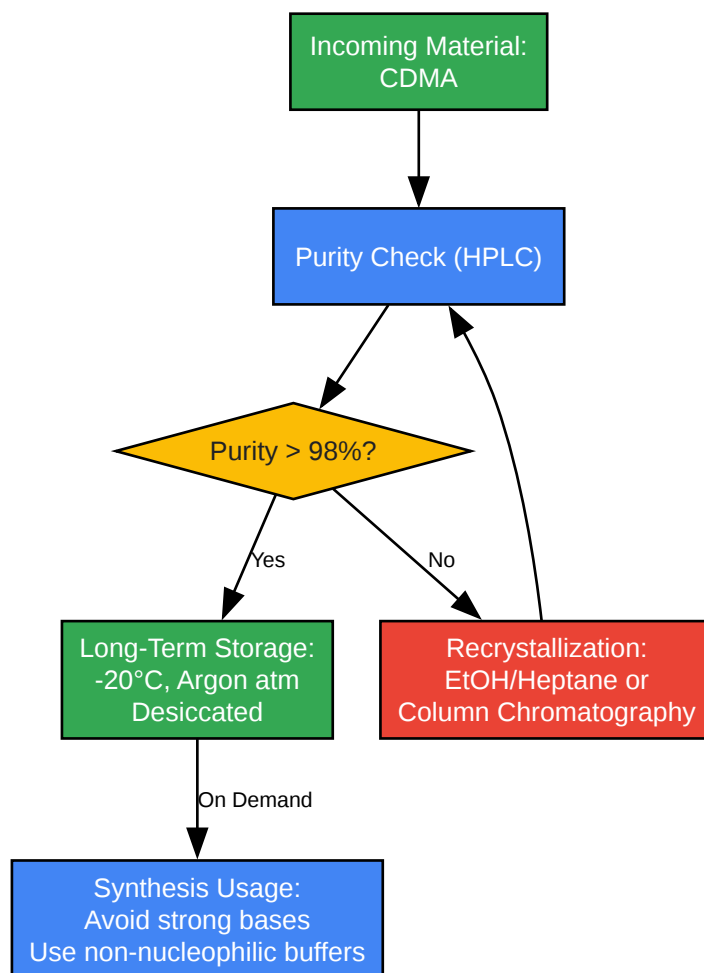 Incoming Material:
CDMA
Purity Check (HPLC)
Purity > 98%?
Yes
No
Long-Term Storage:
-20°C, Argon atm
Desiccated
Recrystallization:
EtOH/Heptane or
Column Chromatography
On Demand
Synthesis Usage:
Avoid strong bases
Use non-nucleophilic buffers